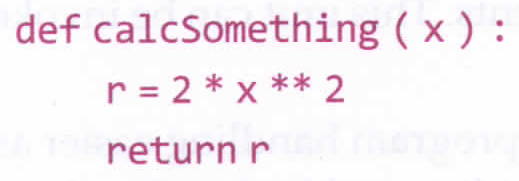 def calcSomething ( x ) :
r = 2 * x ** 2
return r